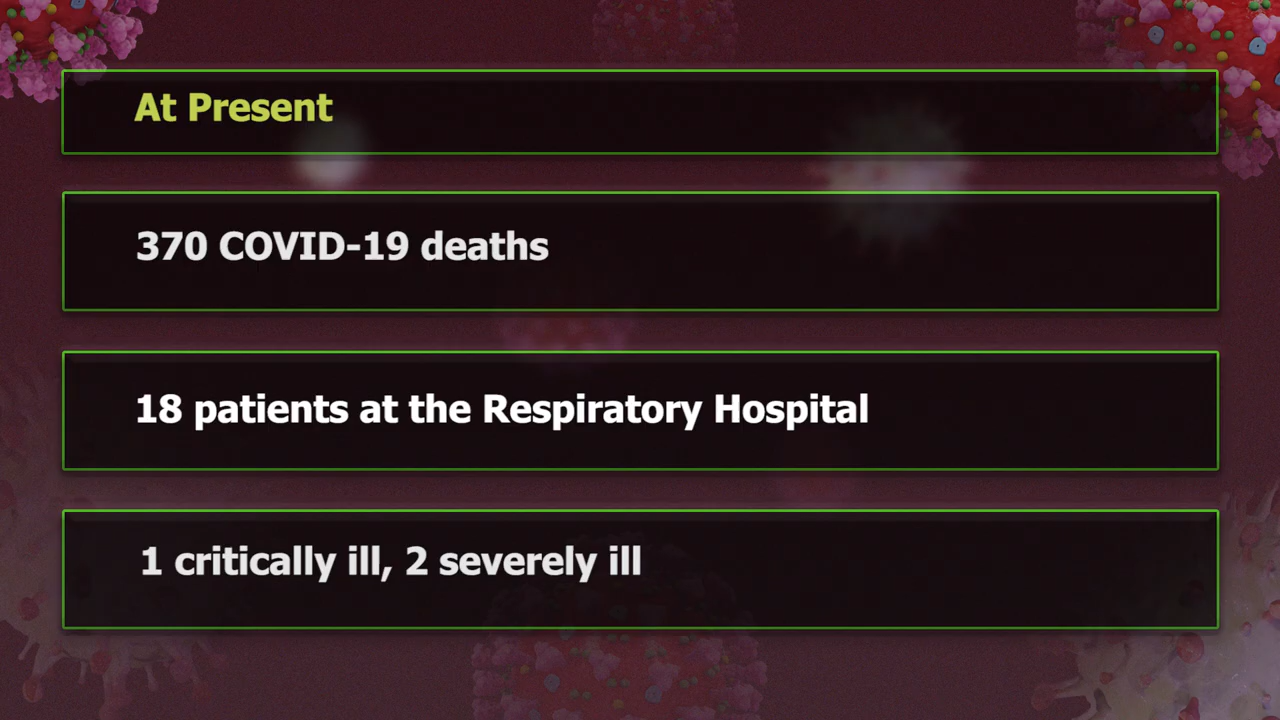 At Present
370 COVID-19 deaths
18 patients at the Respiratory Hospital
1 critically ill, 2 severely ill